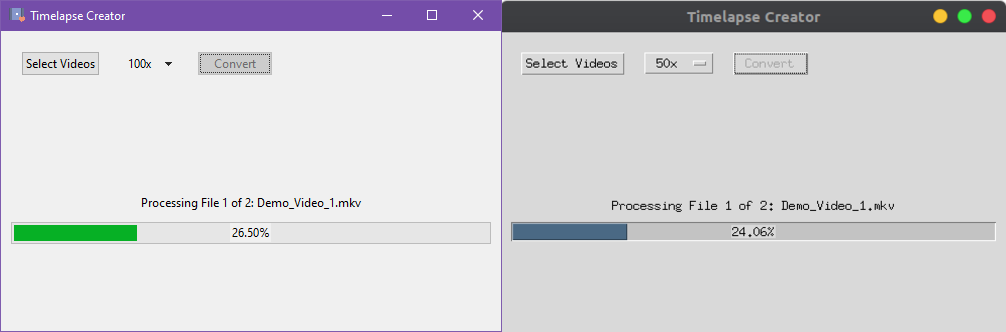 Timelapse Creator
Select Videos 100x Convert
Processing File 1 of 2: Demo_Video_1.mkv
26.50%
Timelapse Creator
Select Videos 50x Convert
Processing File 1 of 2: Demo_Video_1.mkv
24.06%